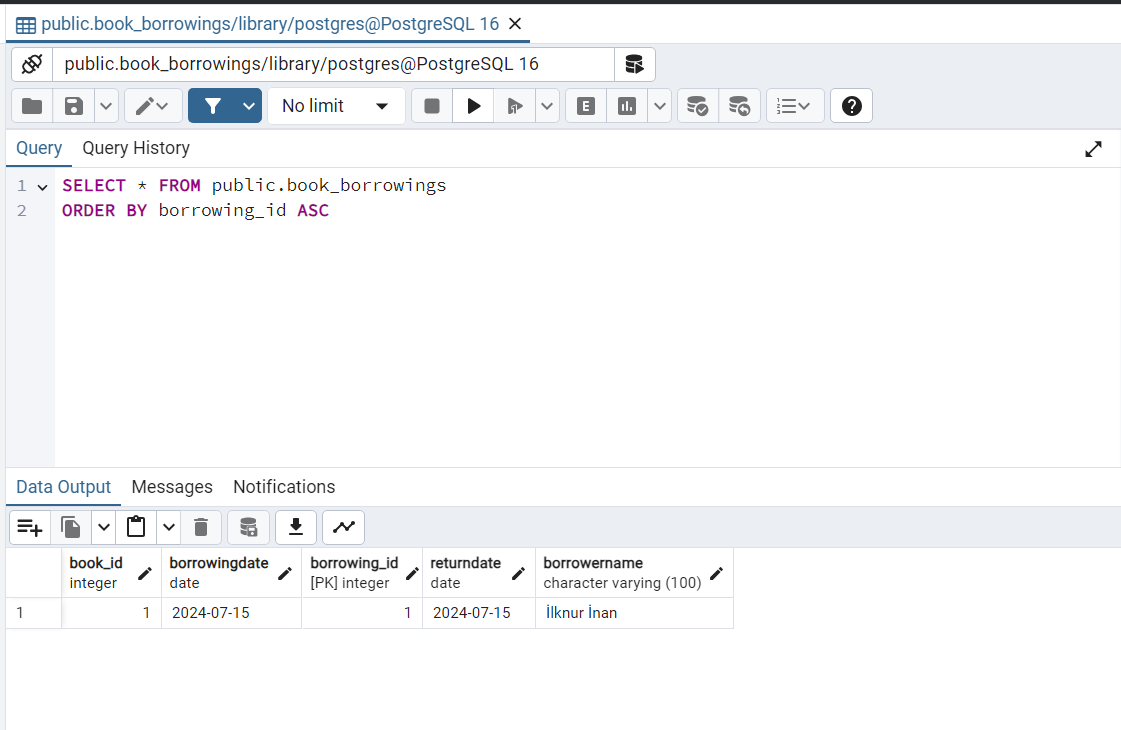 public.book_borrowings/library/postgres@PostgreSQL 16
public.book_borrowings/library/postgres@PostgreSQL 16
No limit E ?
Query Query History
1 SELECT * FROM public.book_borrowings
2 ORDER BY borrowing_id ASC
Data Output Messages Notifications
book_id borrowingdate borrowing_id returndate borrowername
integer date [PK] integer date character varying (100)
1 1 2024-07-15 1 2024-07-15 İlknur İnan